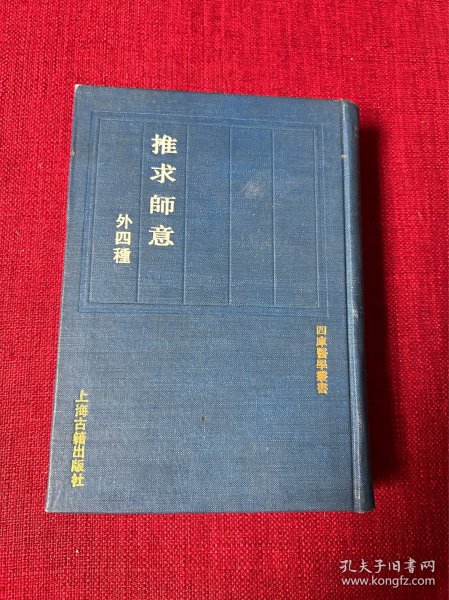 推求師意
外四種
四庫醫學叢書
上海古籍出版社
孔夫子旧书网
www.kongfz.com